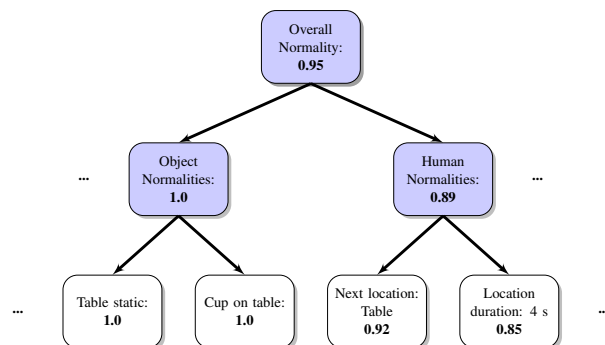 Overall
Normality:
0.95
...
Object
Normalities:
1.0
Human
Normalities:
0.89
...
...
Table static:
1.0
Cup on table:
1.0
Next location:
Table
0.92
Location
duration: 4 s
0.85
..